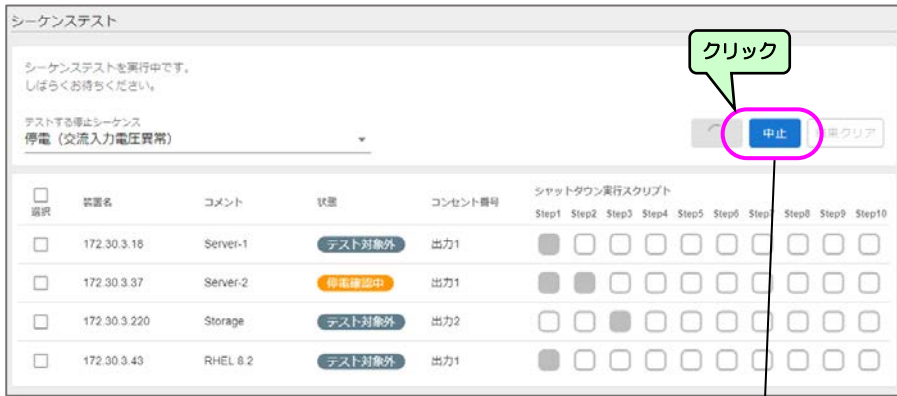 シーケンステスト
クリック
シーケンステストを実行中です。
しばらくお待ちください。
テストする停止シーケンス
停電（交流入力電圧異常）
中止
クリア
選択 装置名 コメント 状態 コンセント番号 シャットダウン実行スクリプト
Step1 Step2 Step3 Step4 Step5 Step6 Step7 Step8 Step9 Step10
172.30.3.18 Server-1 テスト対象外 出力1
172.30.3.37 Server-2 停電確認中 出力1
172.30.3.220 Storage テスト対象外 出力2
172.30.3.43 RHEL 8.2 テスト対象外 出力1